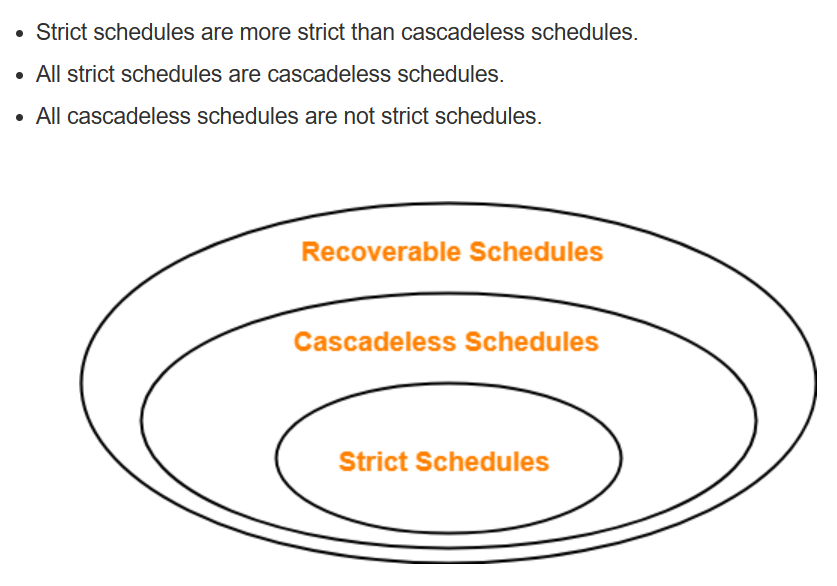 Strict schedules are more strict than cascadeless schedules.
All strict schedules are cascadeless schedules.
All cascadeless schedules are not strict schedules.
Recoverable Schedules
Cascadeless Schedules
Strict Schedules